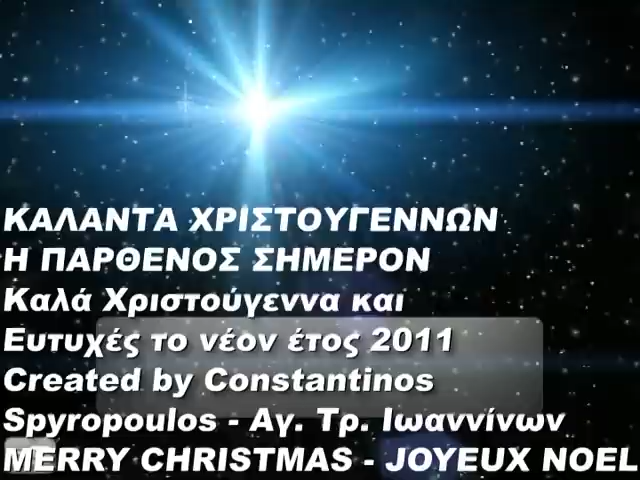 ΚΑΛΑΝΤΑ ΧΡΙΣΤΟΥΓΕΝΝΩΝ
Η ΠΑΡΘΕΝΟΣ ΣΗΜΕΡΟΝ
Καλά Χριστούγεννα και
Ευτυχές το νέον έτος 2011
Created by Constantinos
Spyropoulos - Αγ. Τρ. Ιωαννίνων
MERRY CHRISTMAS - JOYEUX NOEL